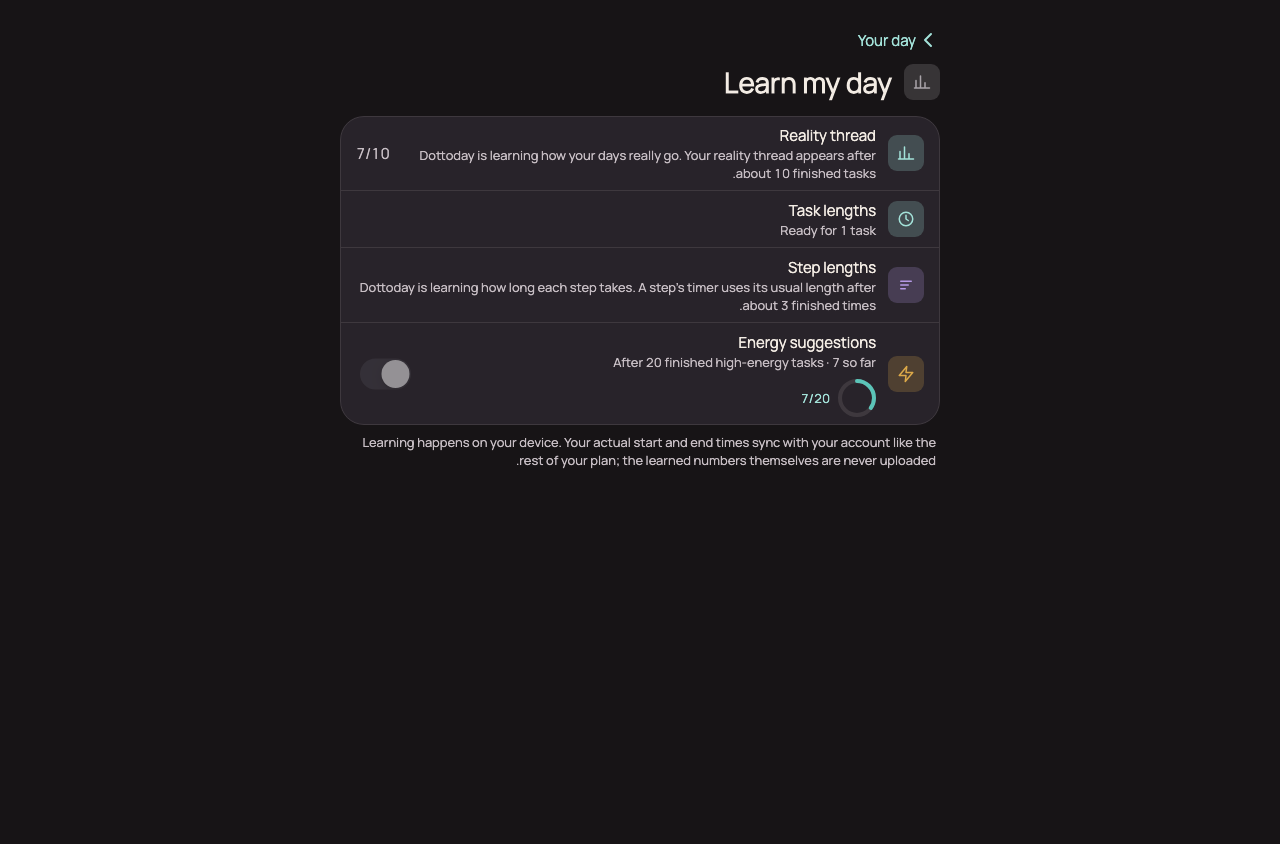 Your day
Learn my day
Reality thread
Dottoday is learning how your days really go. Your reality thread appears after
about 10 finished tasks.
7/10
Task lengths
Ready for 1 task
Step lengths
Dottoday is learning how long each step takes. A step's timer uses its usual length after
about 3 finished times.
Energy suggestions
After 20 finished high-energy tasks · 7 so far
7/20
Learning happens on your device. Your actual start and end times sync with your account like the
rest of your plan; the learned numbers themselves are never uploaded.